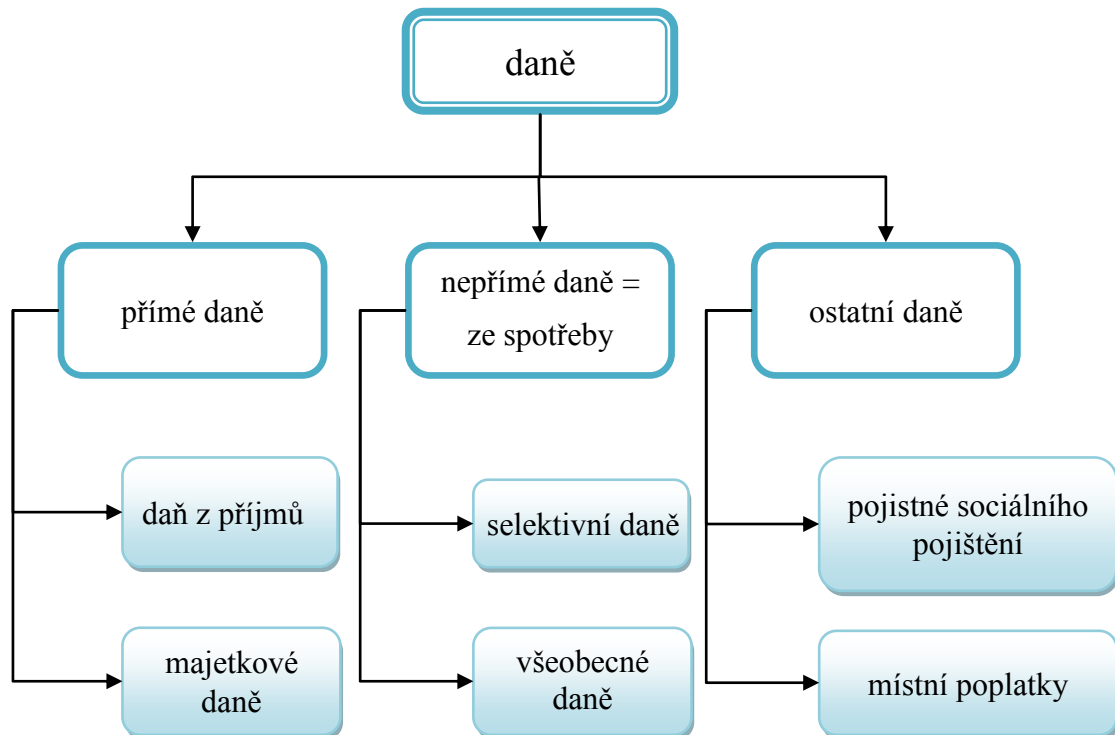 daně
přímé daně
nepřímé daně =
ze spotřeby
ostatní daně
daň z příjmů
selektivní daně
pojistné sociálního
pojištění
majetkové
daně
všeobecné
daně
místní poplatky